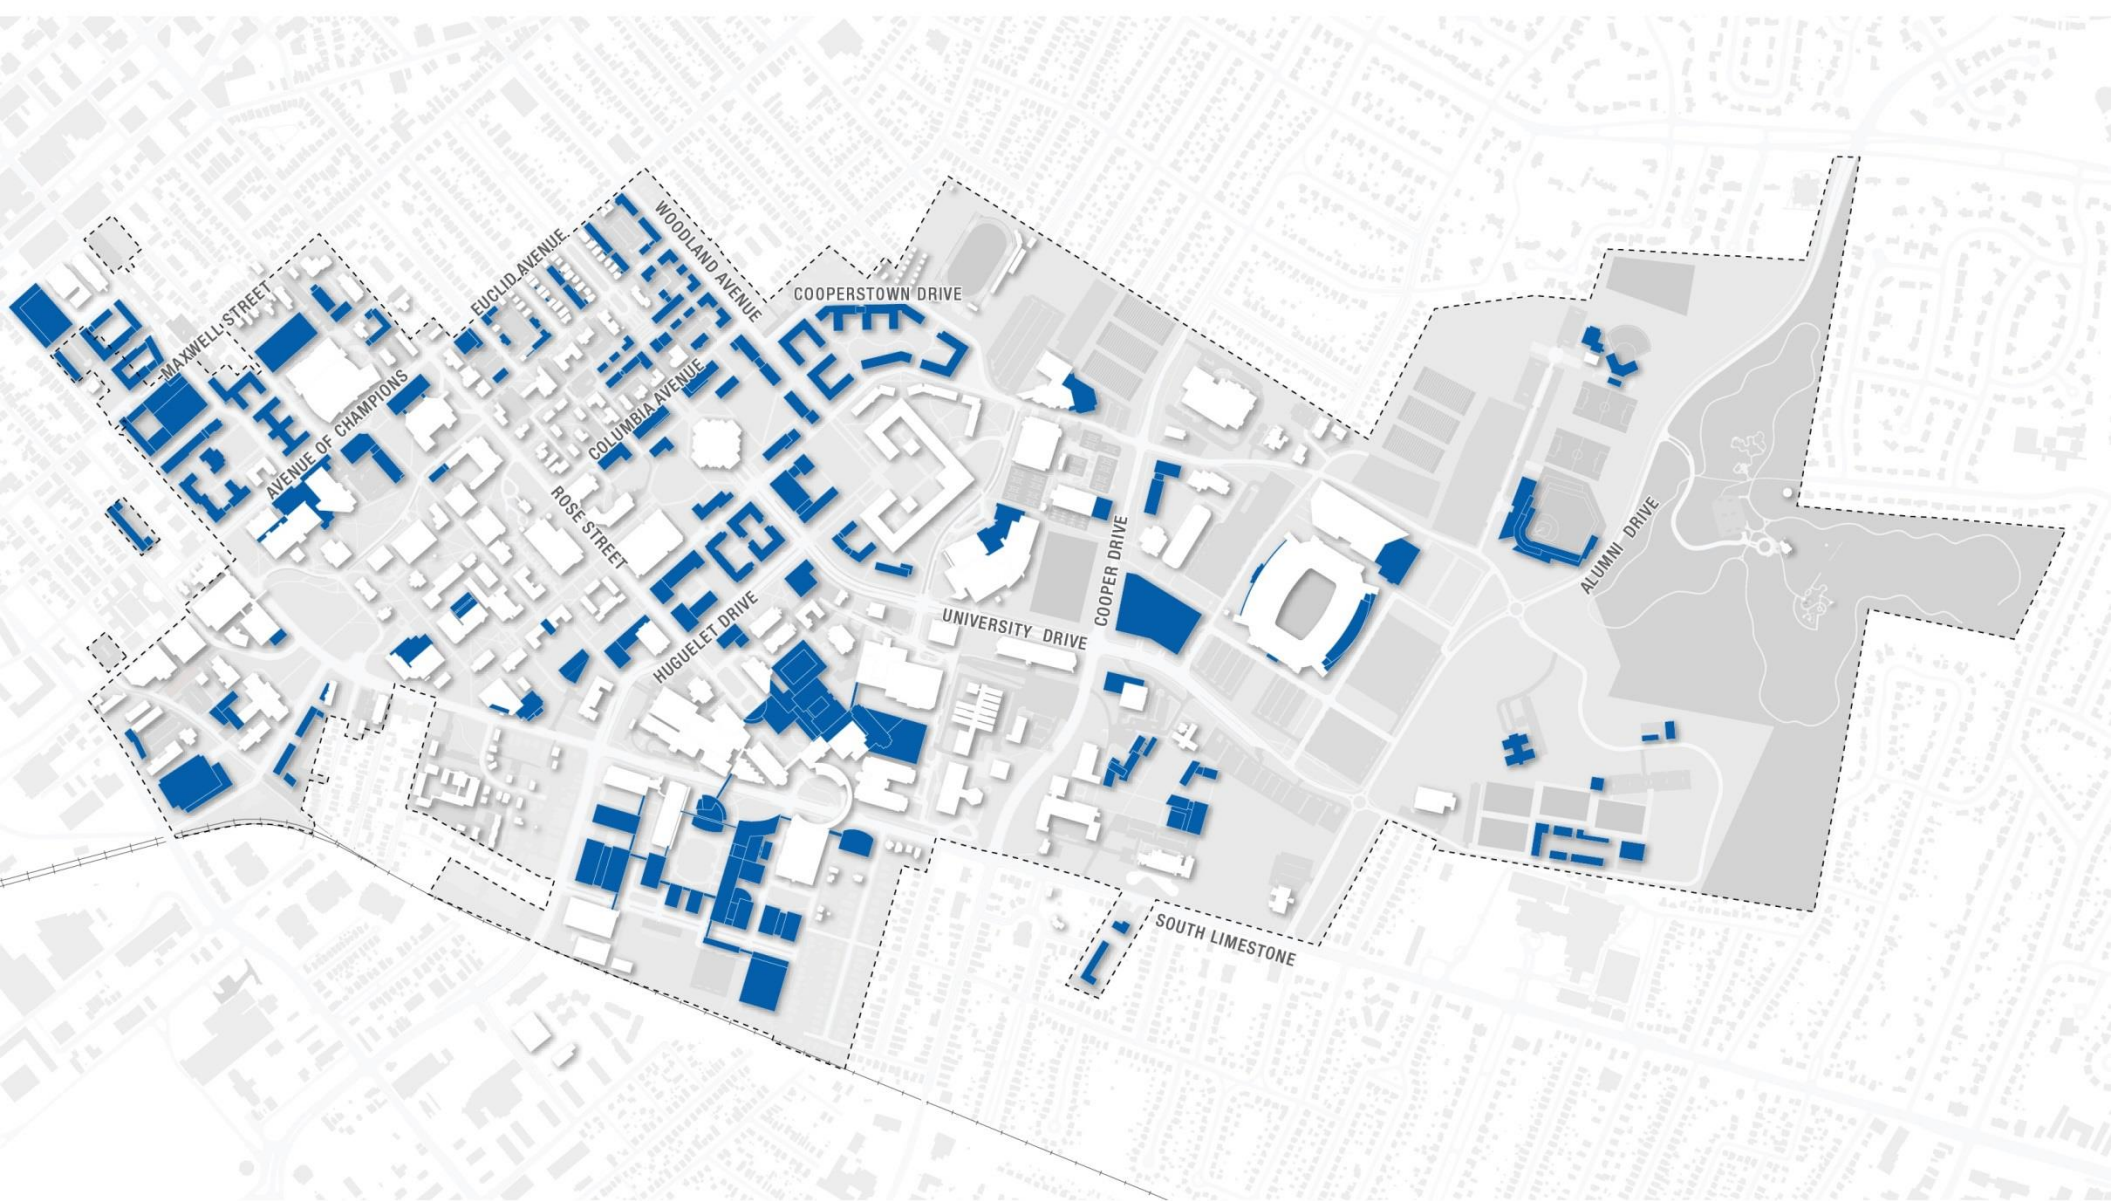 WOODLAND AVENUE
EUCLID AVENUE
COOPERSTOWN DRIVE
MAXWELL STREET
AVENUE OF CHAMPIONS
COLUMBIA AVENUE
ROSE STREET
ALUMNI DRIVE
COOPER DRIVE
HUGUELET DRIVE
UNIVERSITY DRIVE
SOUTH LIMESTONE